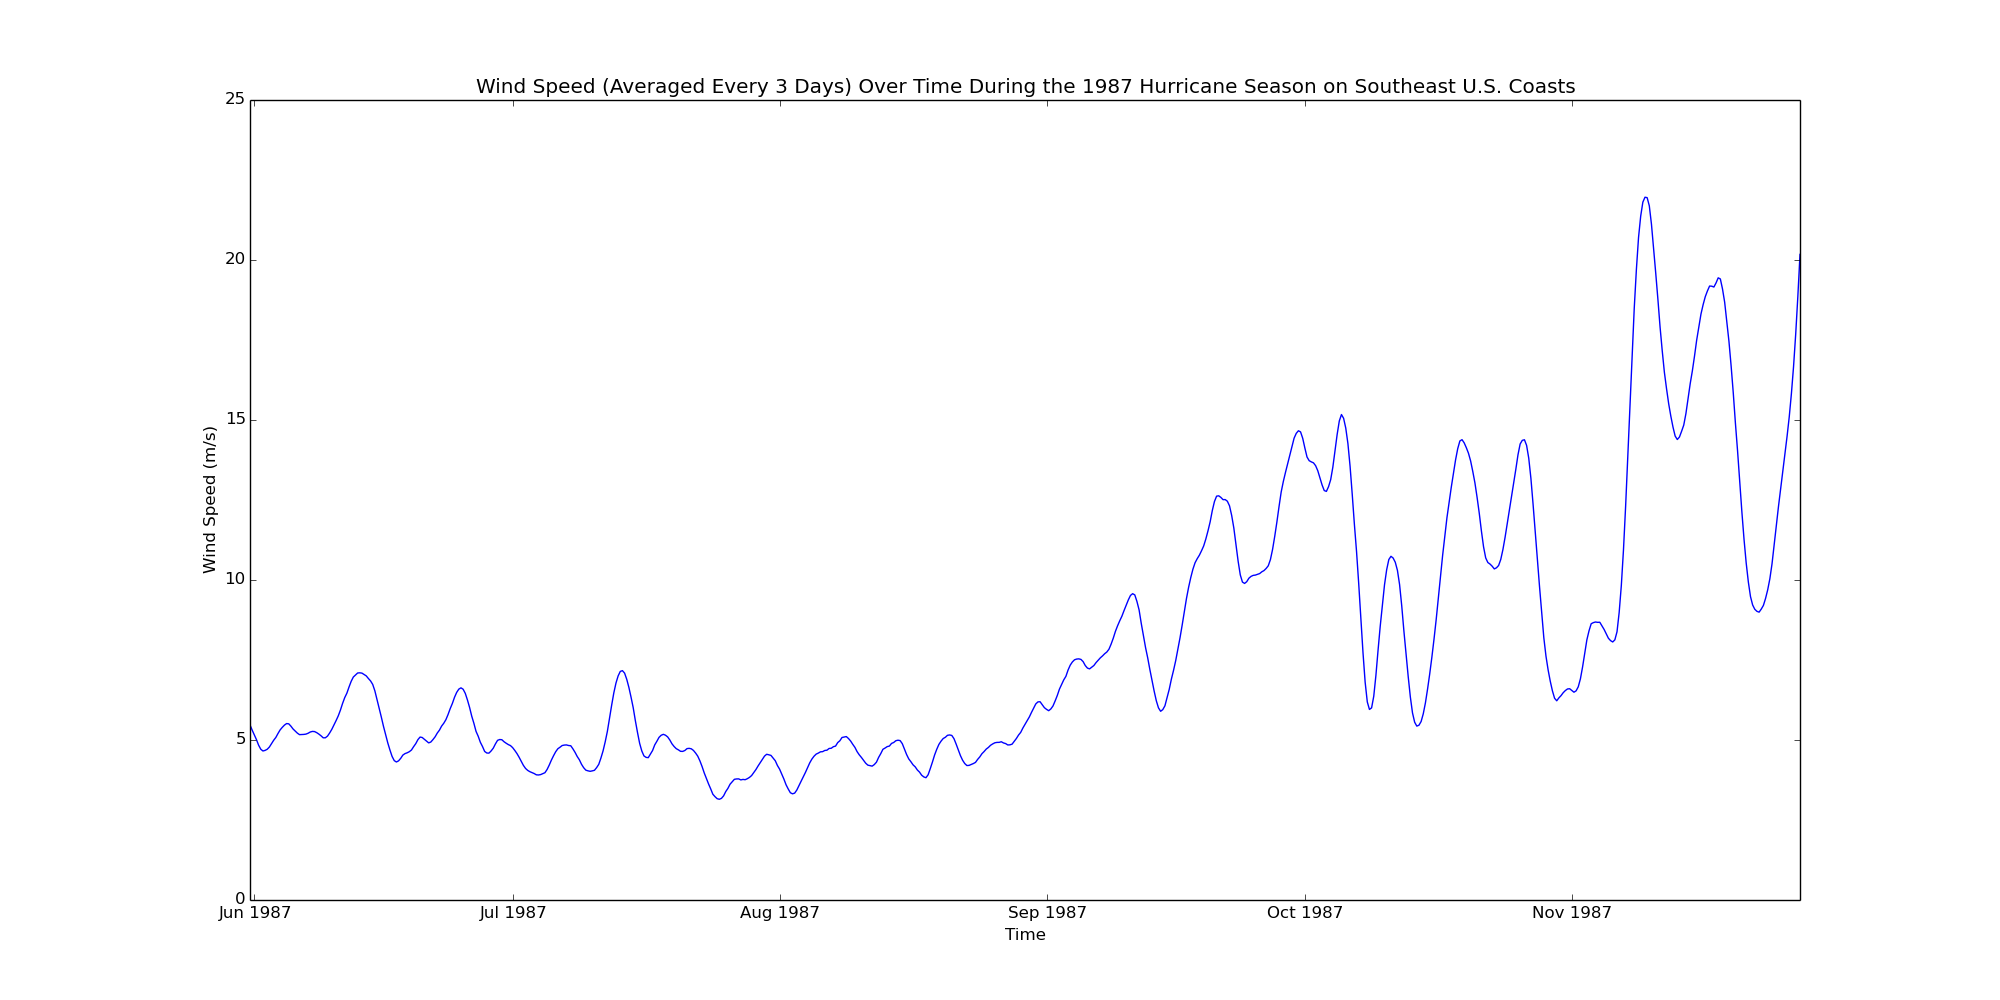 Wind Speed (Averaged Every 3 Days) Over Time During the 1987 Hurricane Season on Southeast U.S. Coasts
25
20
15
10
5
0
Wind Speed (m/s)
Jun 1987 Jul 1987 Aug 1987 Sep 1987 Oct 1987 Nov 1987
Time